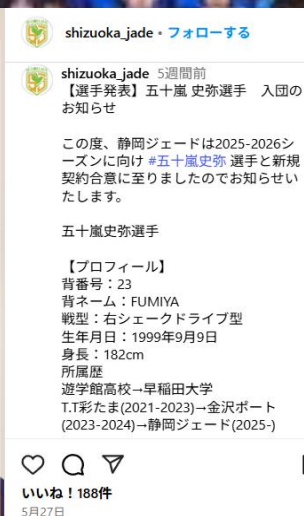 shizuoka_jade • フォローする
shizuoka_jade 5週間前
【選手発表】五十嵐 史弥選手　入団の
お知らせ
この度、静岡ジェードは2025-2026シ
ーズンに向け #五十嵐史弥 選手と新規
契約合意に至りましたのでお知らせい
たします。
五十嵐史弥選手
【プロフィール】
背番号：23
背ネーム：FUMIYA
戦型：右シェークドライブ型
生年月日：1999年9月9日
身長：182cm
所属歴
遊学館高校→早稲田大学
T.T彩たま(2021-2023)→金沢ポート
(2023-2024)→静岡ジェード(2025-)
いいね！188件
5月27日